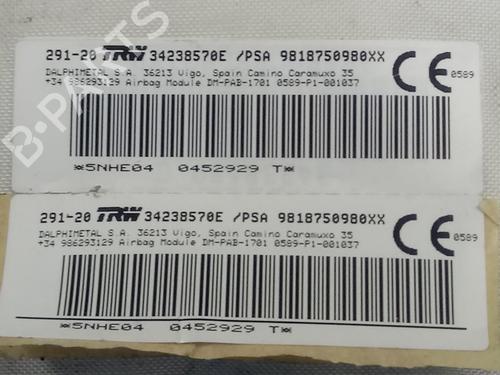 291-20 TRW 34238570E /PSA 9818750980XX
DALPHIMETAL S.A. 36213 Vigo, Spain Camino Caramuxo 35
+34 986293129 Airbag Module DM-PAB-1701 0589-P1-001037
CE 0589
*5NHE04 0452929 T*
291-20 TRW 34238570E /PSA 9818750980XX
DALPHIMETAL S.A. 36213 Vigo, Spain Camino Caramuxo 35
+34 986293129 Airbag Module DM-PAB-1701 0589-P1-001037
CE 0589
*5NHE04 0452929 T*